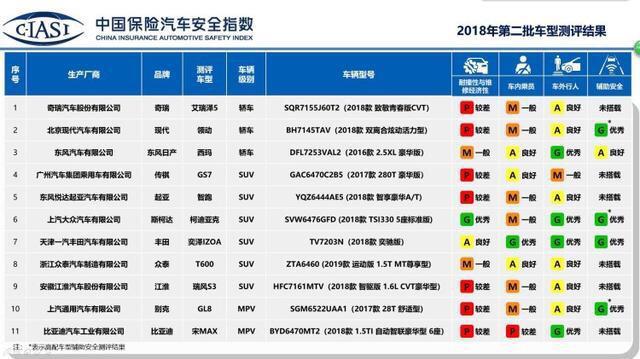 C-IASI 中国保险汽车安全指数 2018年第二批车型测评结果
CHINA INSURANCE AUTOMOTIVE SAFETY INDEX
序号 生产厂商 品牌 测评车型 车辆级别 车辆型号 耐撞性与维修经济性 车内乘员 车外行人 辅助安全
1 奇瑞汽车股份有限公司 奇瑞 艾瑞泽5 轿车 SQR7155J60T2（2018款 致敬青春版CVT） P 较差 M 一般 A 良好 未搭载
2 北京现代汽车有限公司 现代 领动 轿车 BH7145TAV（2018款 双离合炫动活力型） P 较差 M 一般 A 良好 G* 优秀
3 东风汽车有限公司 东风日产 西玛 轿车 DFL7253VAL2（2016款 2.5XL 豪华版） M 一般 A 良好 G 优秀 A 良好
4 广州汽车集团乘用车有限公司 传祺 GS7 SUV GAC6470C2B5（2017款 280T 豪华版） P 较差 A 良好 M 一般 未搭载
5 东风悦达起亚汽车有限公司 起亚 智跑 SUV YQZ6444AE5（2018款 智享豪华A/T） P 较差 M 一般 A 良好 未搭载
6 上汽大众汽车有限公司 斯柯达 柯迪亚克 SUV SVW6476GFD（2018款 TSI330 5座标准版） G 优秀 M 一般 A 良好 G* 优秀
7 天津一汽丰田汽车有限公司 丰田 奕泽IZOA SUV TV7203N（2018款 奕驰版） A 良好 G 优秀 G 优秀 G 优秀
8 浙江众泰汽车制造有限公司 众泰 T600 SUV ZTA6460（2019款 运动版 1.5T MT尊享型） M 一般 A 良好 A 良好 未搭载
9 安徽江淮汽车股份有限公司 江淮 瑞风S3 SUV HFC7161MTV（2018款 智驱版 1.6L CVT豪华型） P 较差 M 一般 A 良好 未搭载
10 上汽通用汽车有限公司 别克 GL8 MPV SGM6522UAA1（2017款 28T 舒适型） P 较差 M 一般 A 良好 G* 优秀
11 比亚迪汽车工业有限公司 比亚迪 宋MAX MPV BYD6470MT2（2018款 1.5TI 自动智联豪华型 6座） P 较差 P 较差 G 优秀 未搭载
注：*表示高配车型辅助安全测评结果